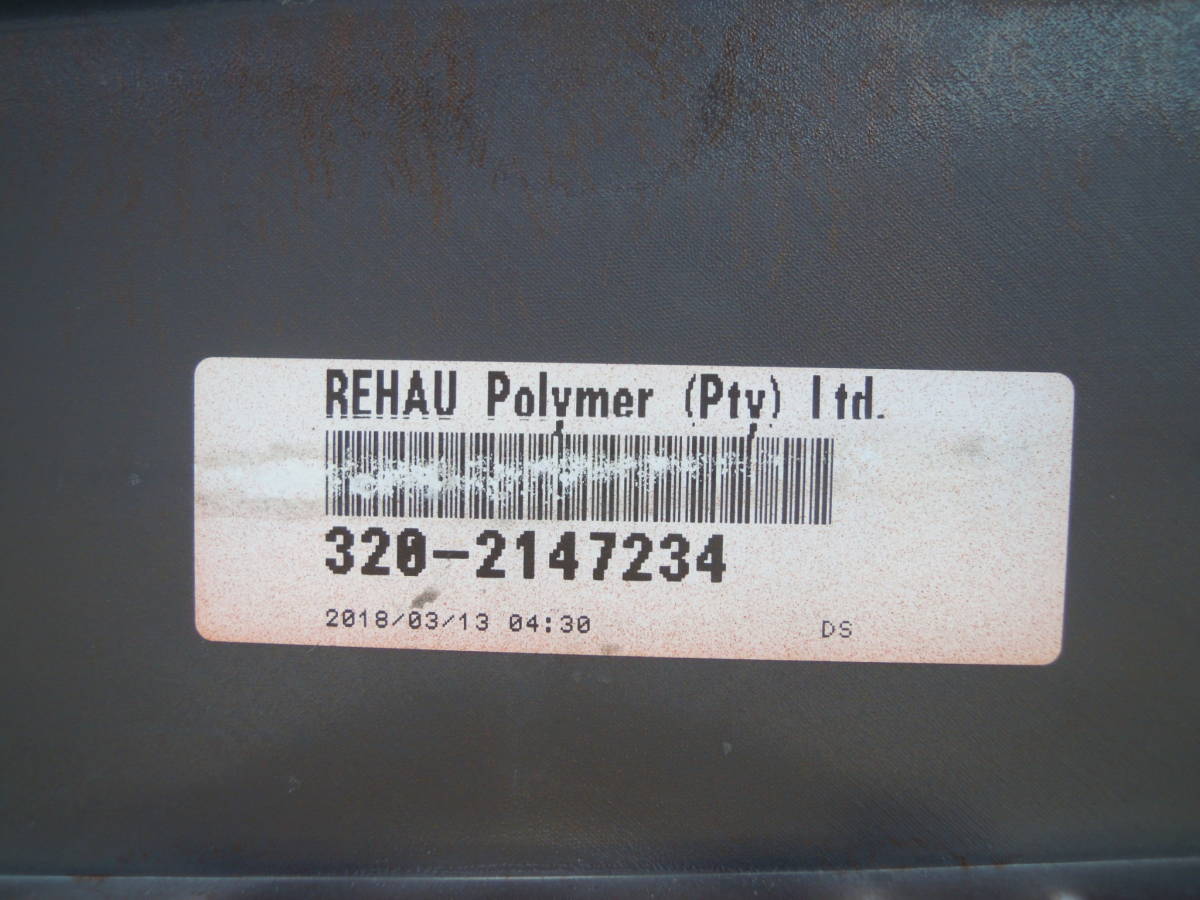 REHAU Polymer (Pty) Ltd.
320-2147234
2018/03/13 04:30 DS